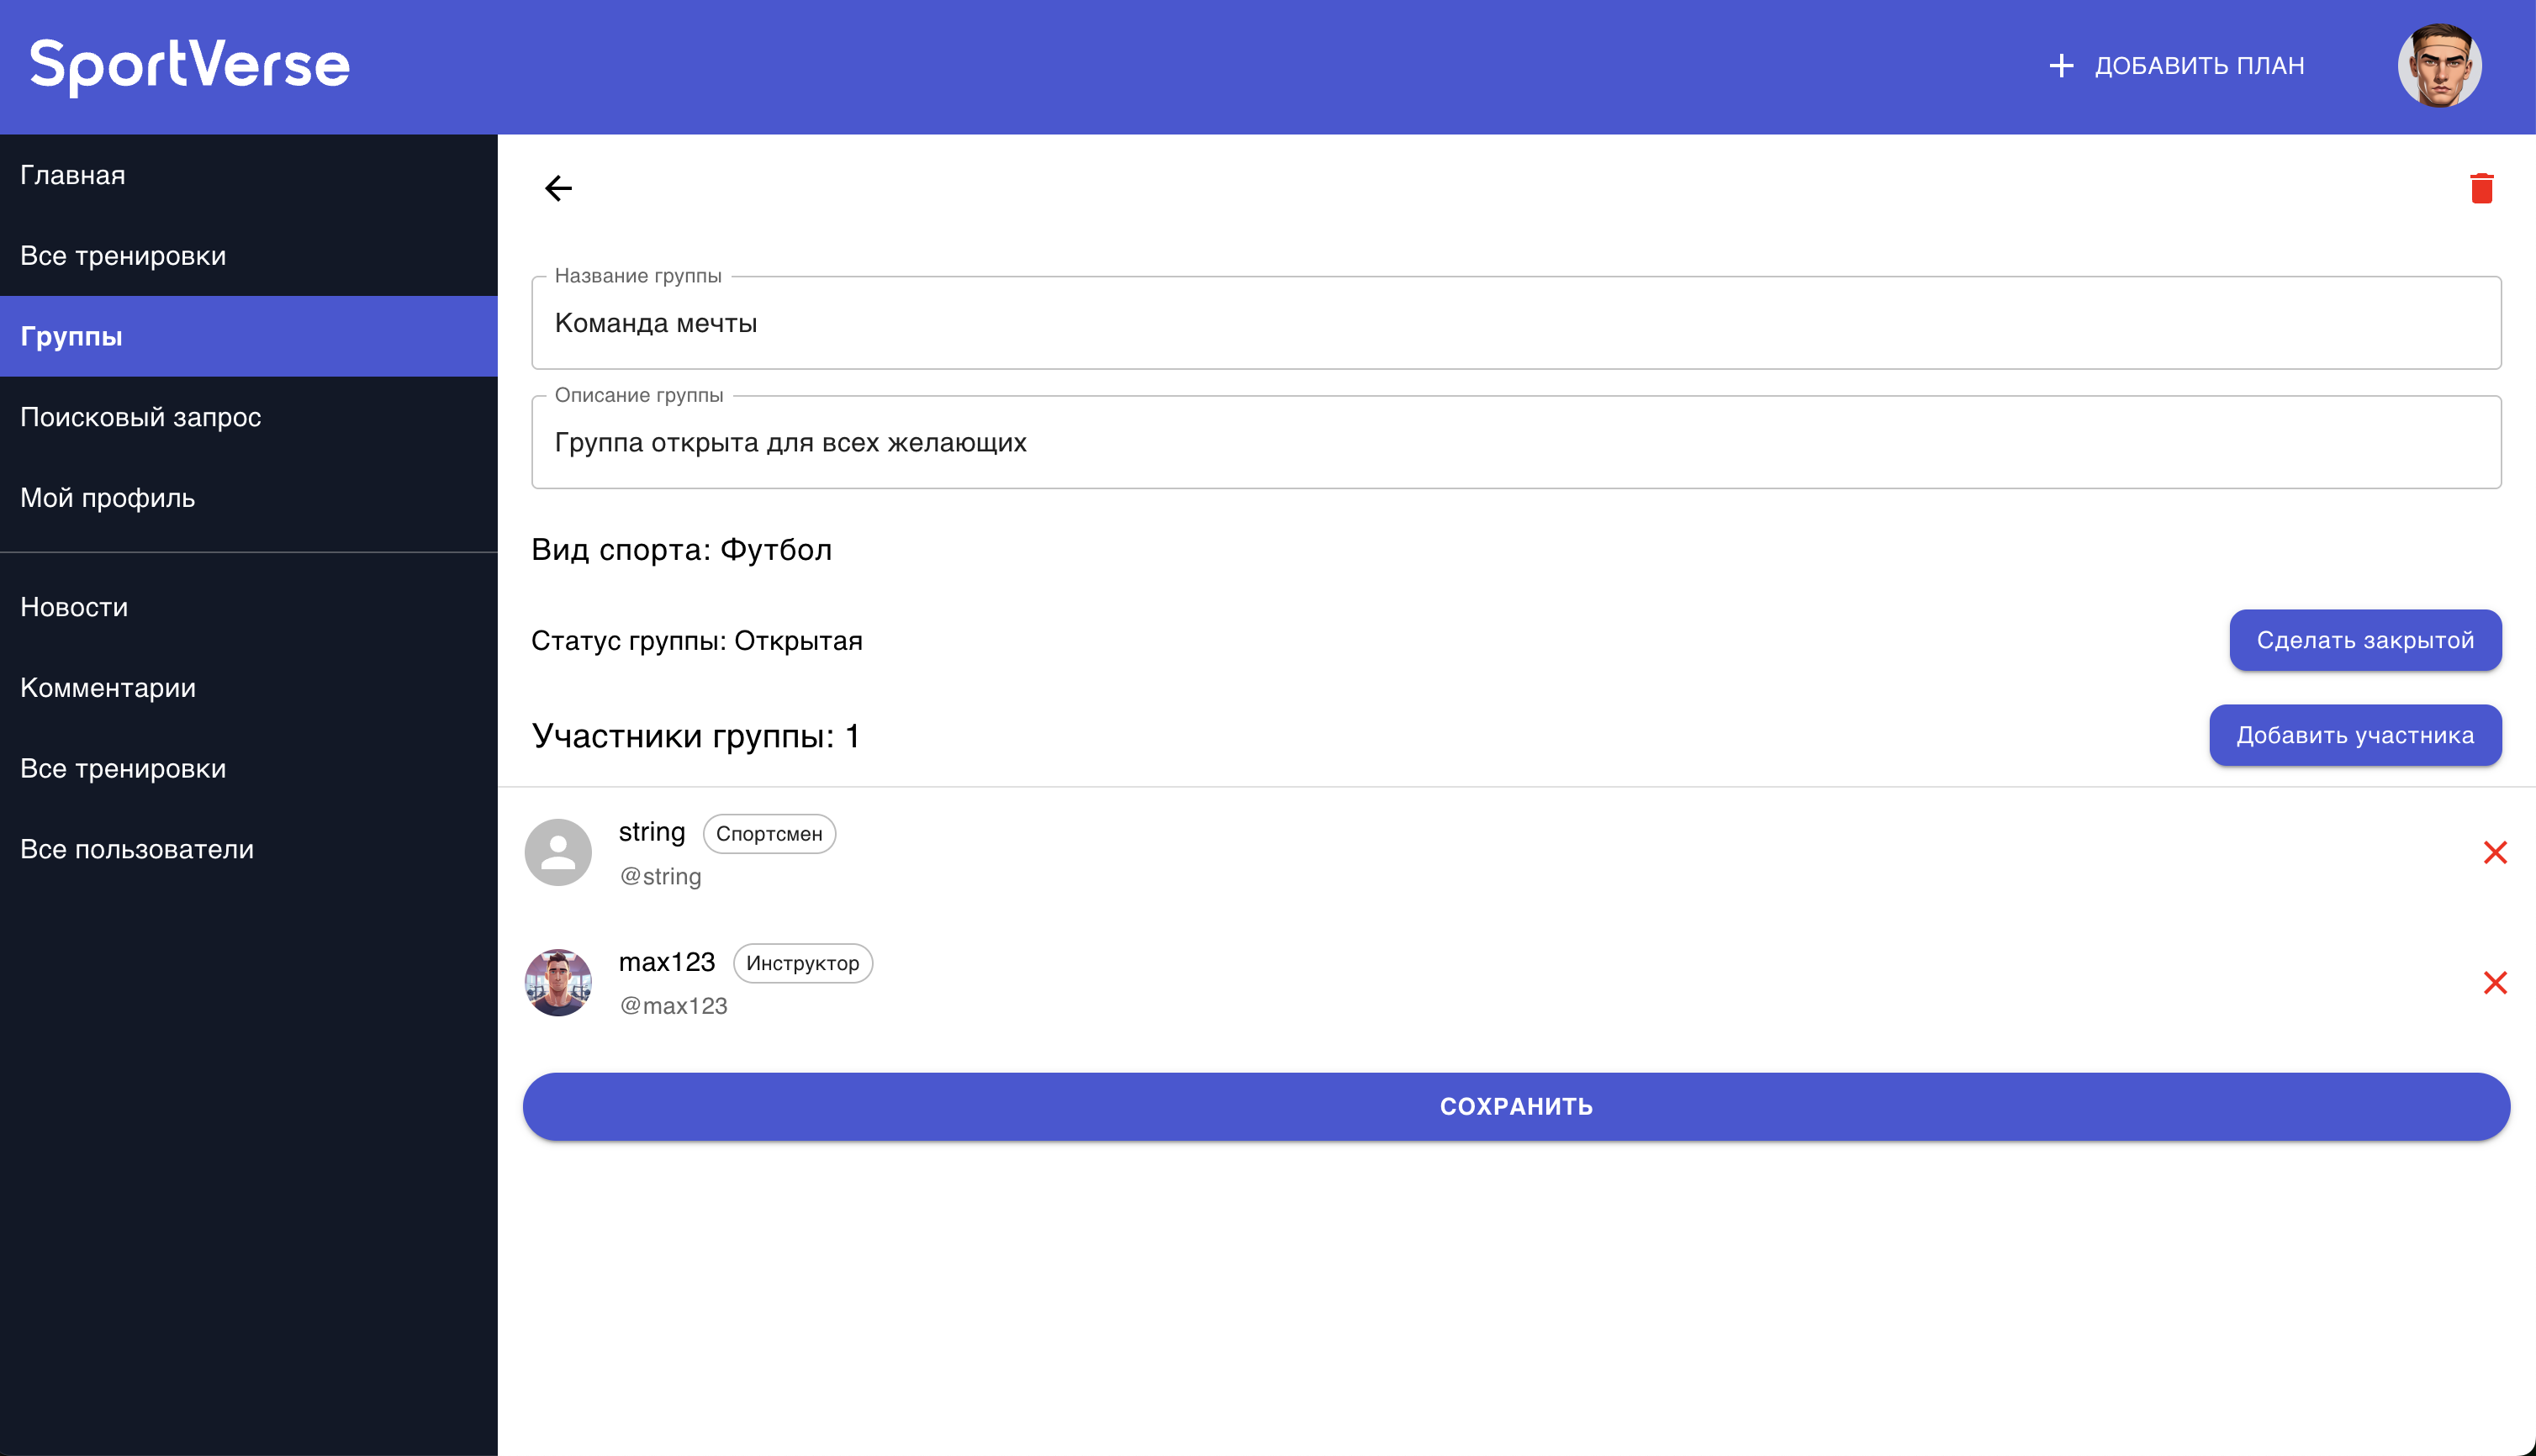 SportVerse
ДОБАВИТЬ ПЛАН
Главная
Все тренировки
Группы
Поисковый запрос
Мой профиль
Новости
Комментарии
Все тренировки
Все пользователи
Название группы
Команда мечты
Описание группы
Группа открыта для всех желающих
Вид спорта: Футбол
Статус группы: Открытая
Сделать закрытой
Участники группы: 1
Добавить участника
string Спортсмен
@string
max123 Инструктор
@max123
СОХРАНИТЬ